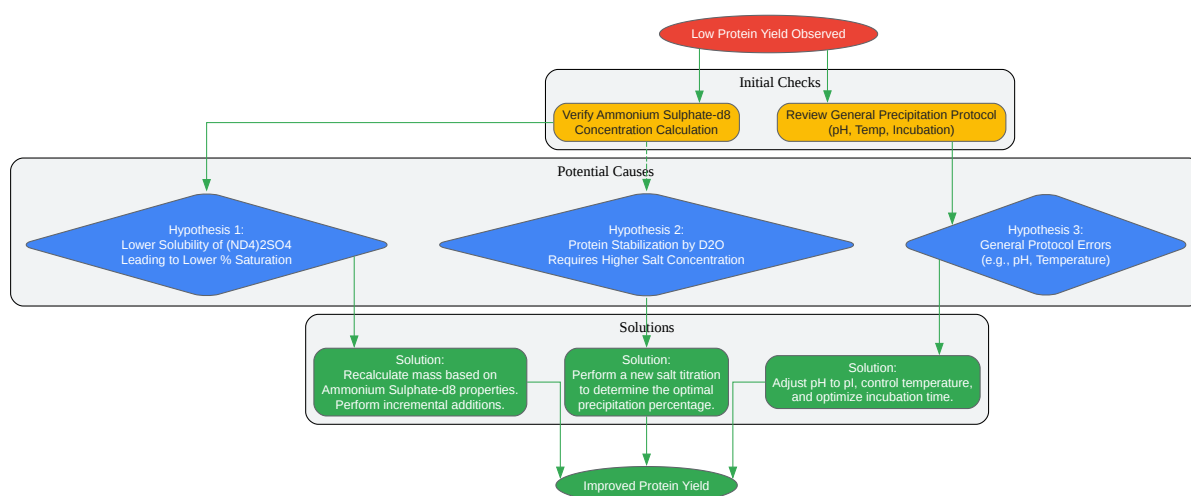 Low Protein Yield Observed
Initial Checks
Verify Ammonium Sulphate-d8
Concentration Calculation
Review General Precipitation Protocol
(pH, Temp, Incubation)
Potential Causes
Hypothesis 1:
Lower Solubility of (ND4)2SO4
Leading to Lower % Saturation
Hypothesis 2:
Protein Stabilization by D2O
Requires Higher Salt Concentration
Hypothesis 3:
General Protocol Errors
(e.g., pH, Temperature)
Solutions
Solution:
Recalculate mass based on
Ammonium Sulphate-d8 properties.
Perform incremental additions.
Solution:
Perform a new salt titration
to determine the optimal
precipitation percentage.
Solution:
Adjust pH to pI, control temperature,
and optimize incubation time.
Improved Protein Yield